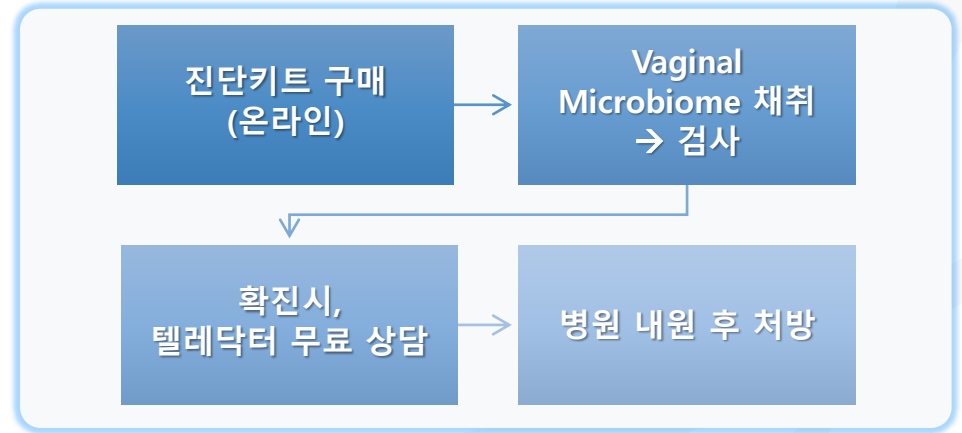 진단키트 구매
(온라인)
Vaginal
Microbiome 채취
→ 검사
확진시,
텔레닥터 무료 상담
병원 내원 후 처방